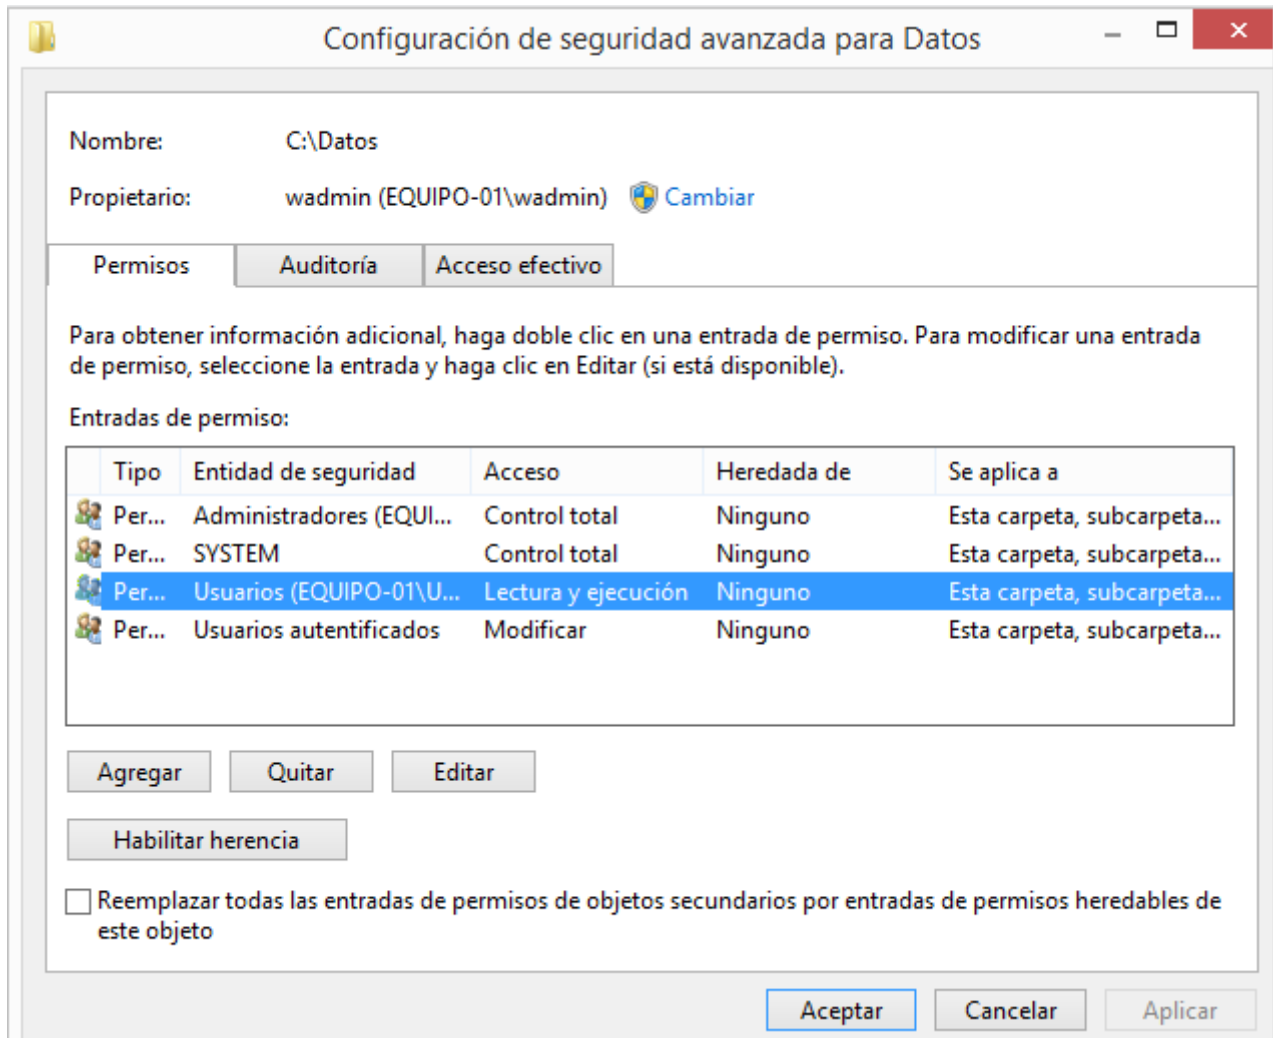 Configuración de seguridad avanzada para Datos
Nombre: C:\Datos
Propietario: wadmin (EQUIPO-01\wadmin) Cambiar
Permisos Auditoría Acceso efectivo
Para obtener información adicional, haga doble clic en una entrada de permiso. Para modificar una entrada
de permiso, seleccione la entrada y haga clic en Editar (si está disponible).
Entradas de permiso:
Tipo Entidad de seguridad Acceso Heredada de Se aplica a
Per... Administradores (EQUI... Control total Ninguno Esta carpeta, subcarpeta...
Per... SYSTEM Control total Ninguno Esta carpeta, subcarpeta...
Per... Usuarios (EQUIPO-01\U... Lectura y ejecución Ninguno Esta carpeta, subcarpeta...
Per... Usuarios autentificados Modificar Ninguno Esta carpeta, subcarpeta...
Agregar Quitar Editar
Habilitar herencia
Reemplazar todas las entradas de permisos de objetos secundarios por entradas de permisos heredables de
este objeto
Aceptar Cancelar Aplicar